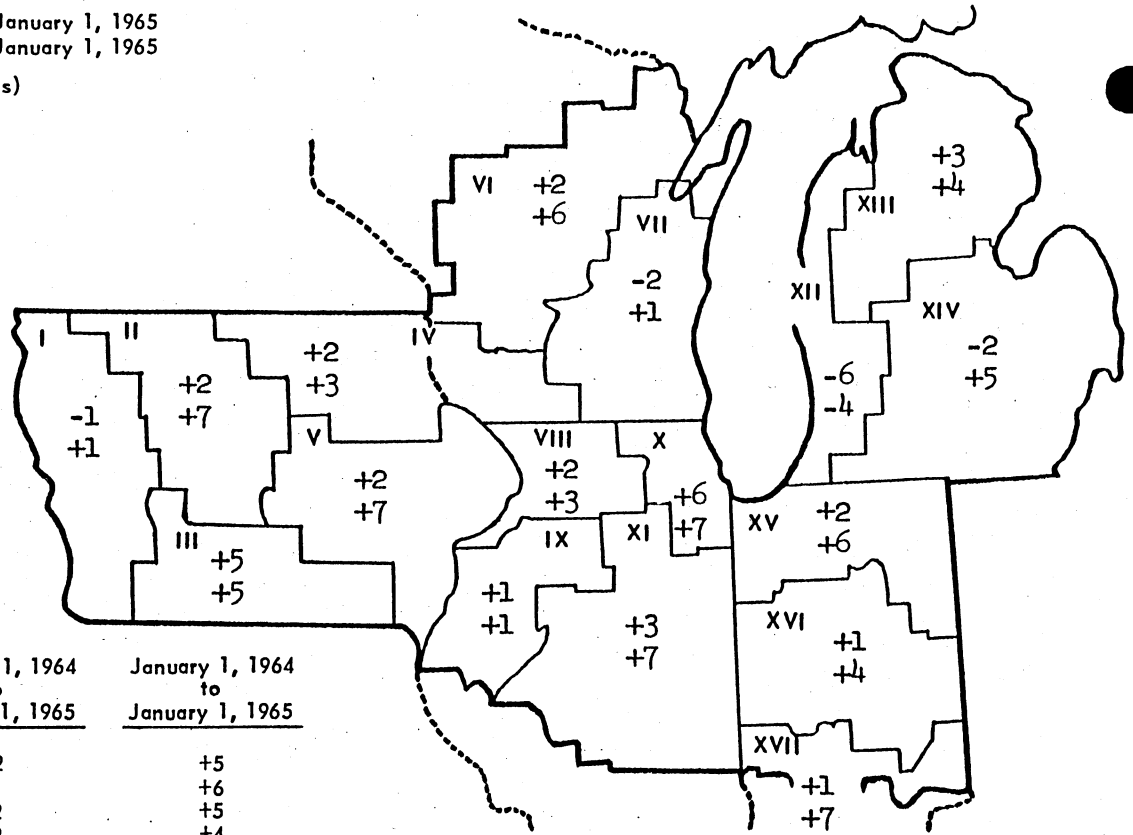 January 1, 1965
January 1, 1965
s)
VI
+2
+6
VII
-2
+1
XIII
+3
+4
XII
-6
-4
XIV
-2
+5
I
-1
+1
II
+2
+7
IV
+2
+3
V
+2
+7
III
+5
+5
VIII
+2
+3
X
+6
+7
IX
+1
+1
XI
+3
+7
XV
+2
+6
XVI
+1
+4
XVII
+1
+7
1, 1964
1, 1965
January 1, 1964
to
January 1, 1965
+5
+6
+5
+4